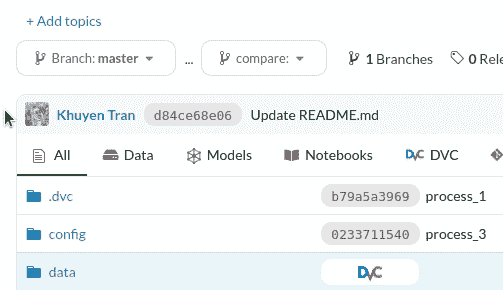 + Add topics
Branch: master ... compare: 1 Branches 0 Rele
Khuyen Tran d84ce68e06 Update README.md
All Data Models Notebooks DVC DVC
.dvc b79a5a3969 process_1
config 0233711540 process_3
data DVC